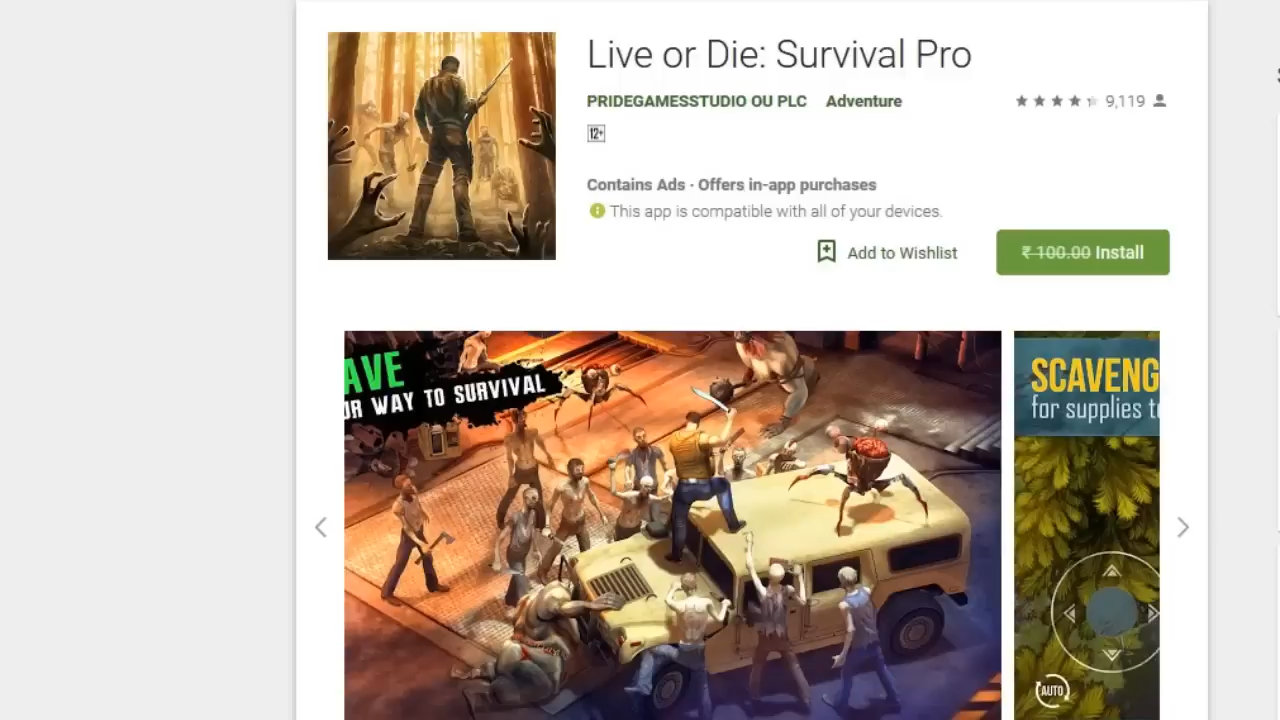 Live or Die: Survival Pro
PRIDEGAMESSTUDIO OU PLC Adventure 9,119
12+
Contains Ads · Offers in-app purchases
This app is compatible with all of your devices.
Add to Wishlist ₹ 100.00 Install
AVE
UR WAY TO SURVIVAL
SCAVENG
for supplies t
AUTO